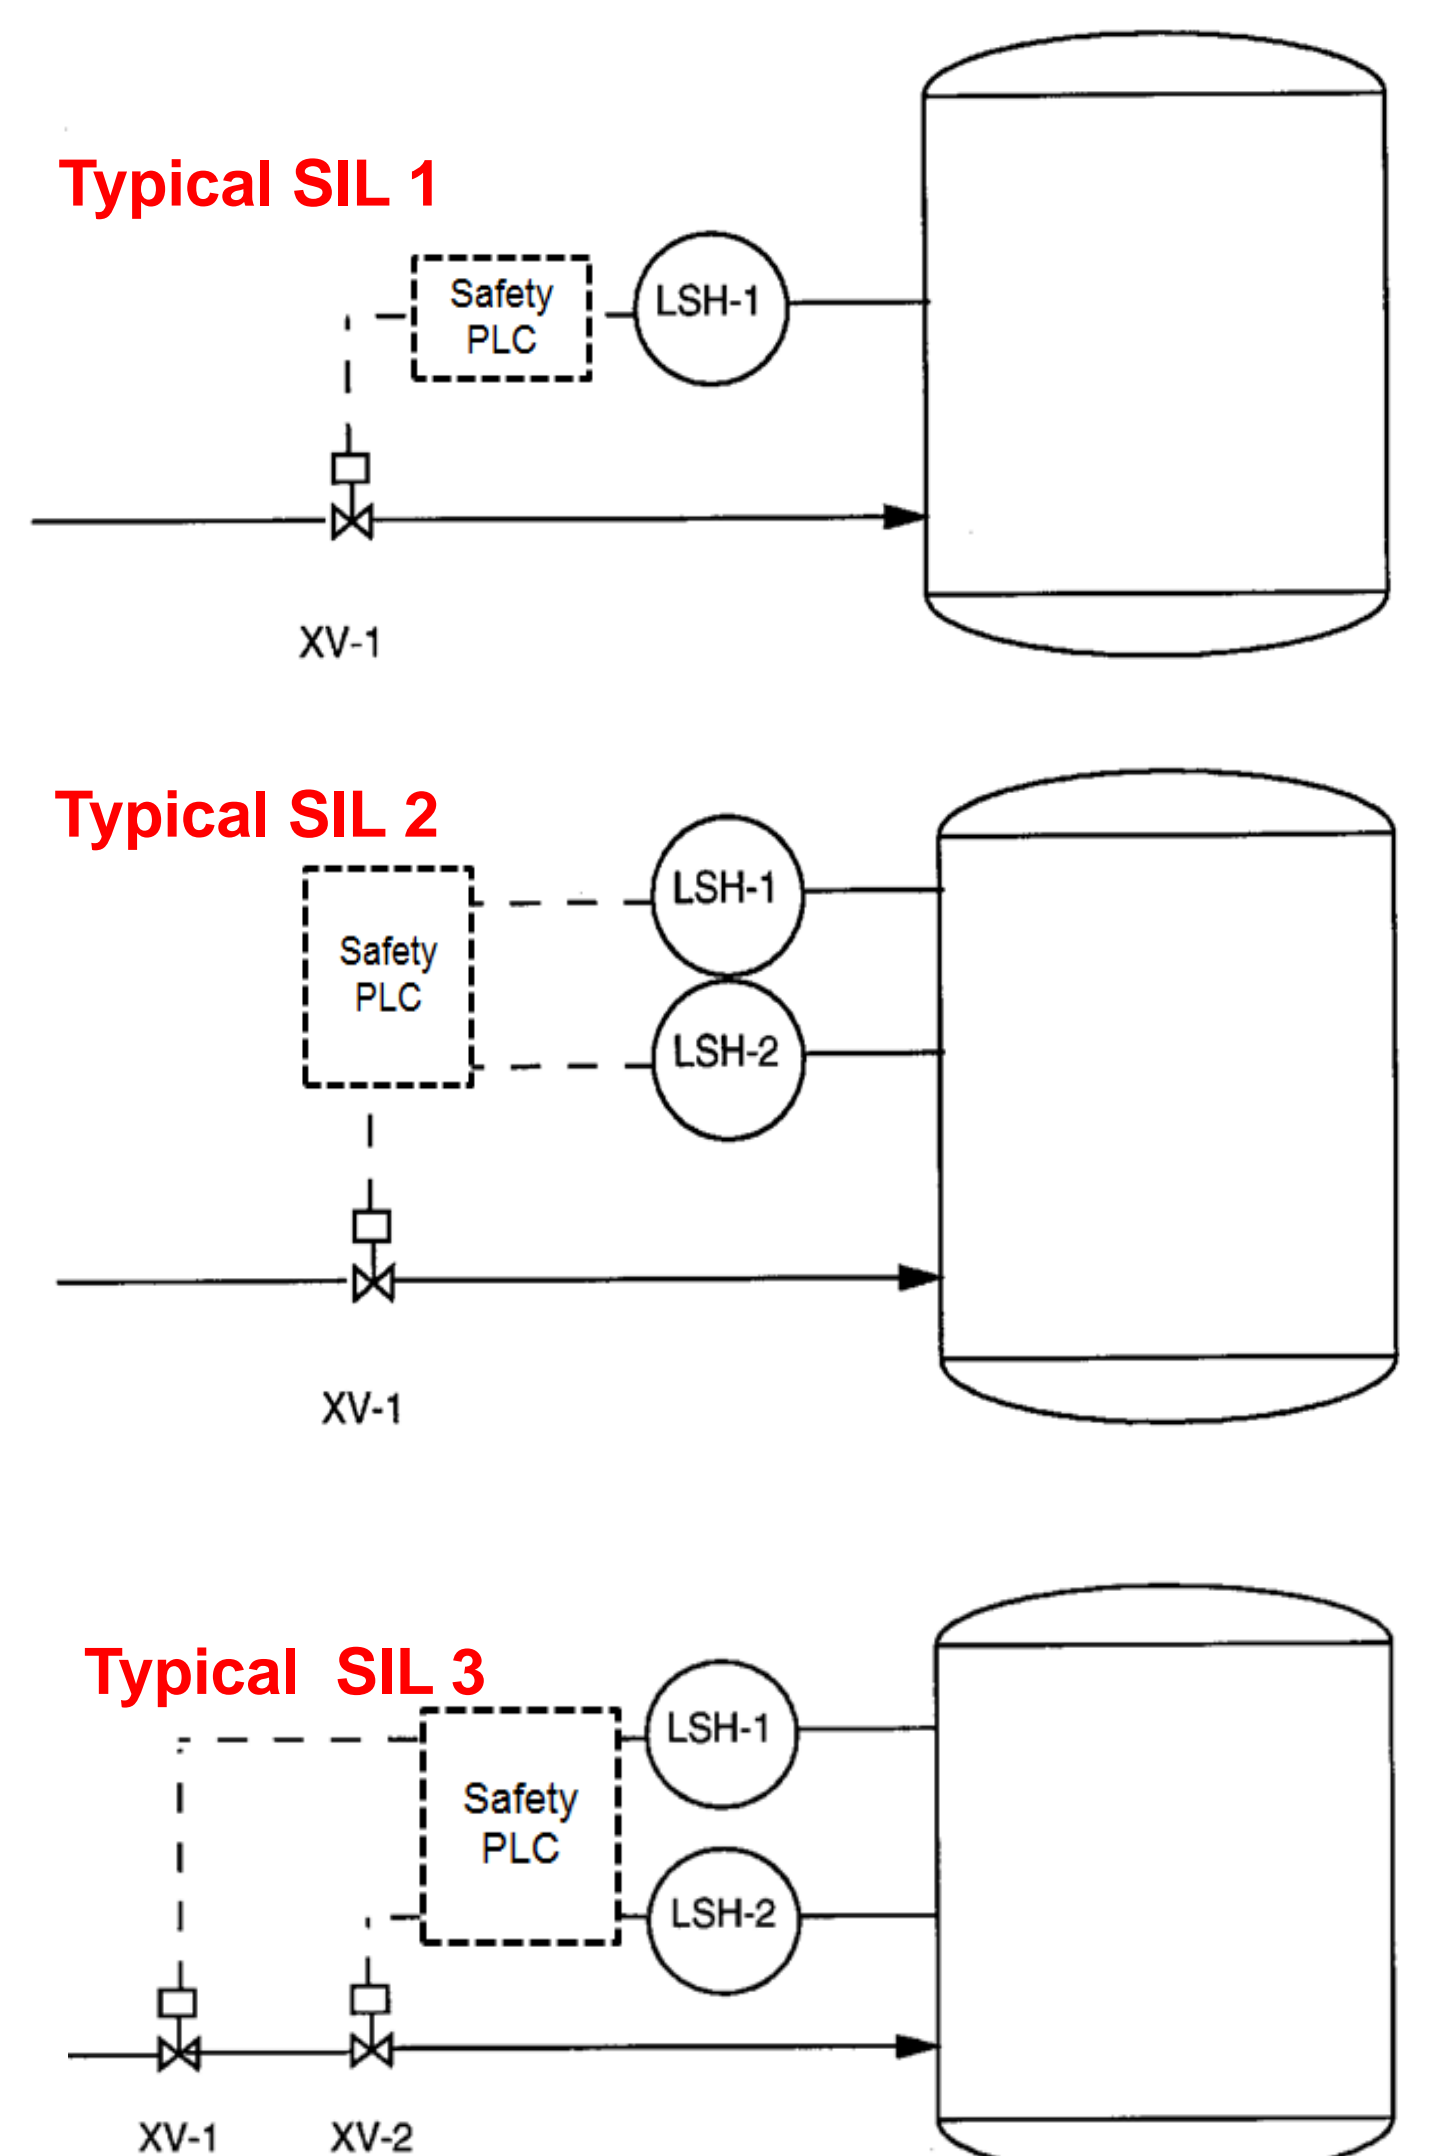 Typical SIL 1
Safety
PLC
LSH-1
XV-1
Typical SIL 2
LSH-1
Safety
PLC
LSH-2
XV-1
Typical SIL 3
LSH-1
Safety
PLC
LSH-2
XV-1
XV-2